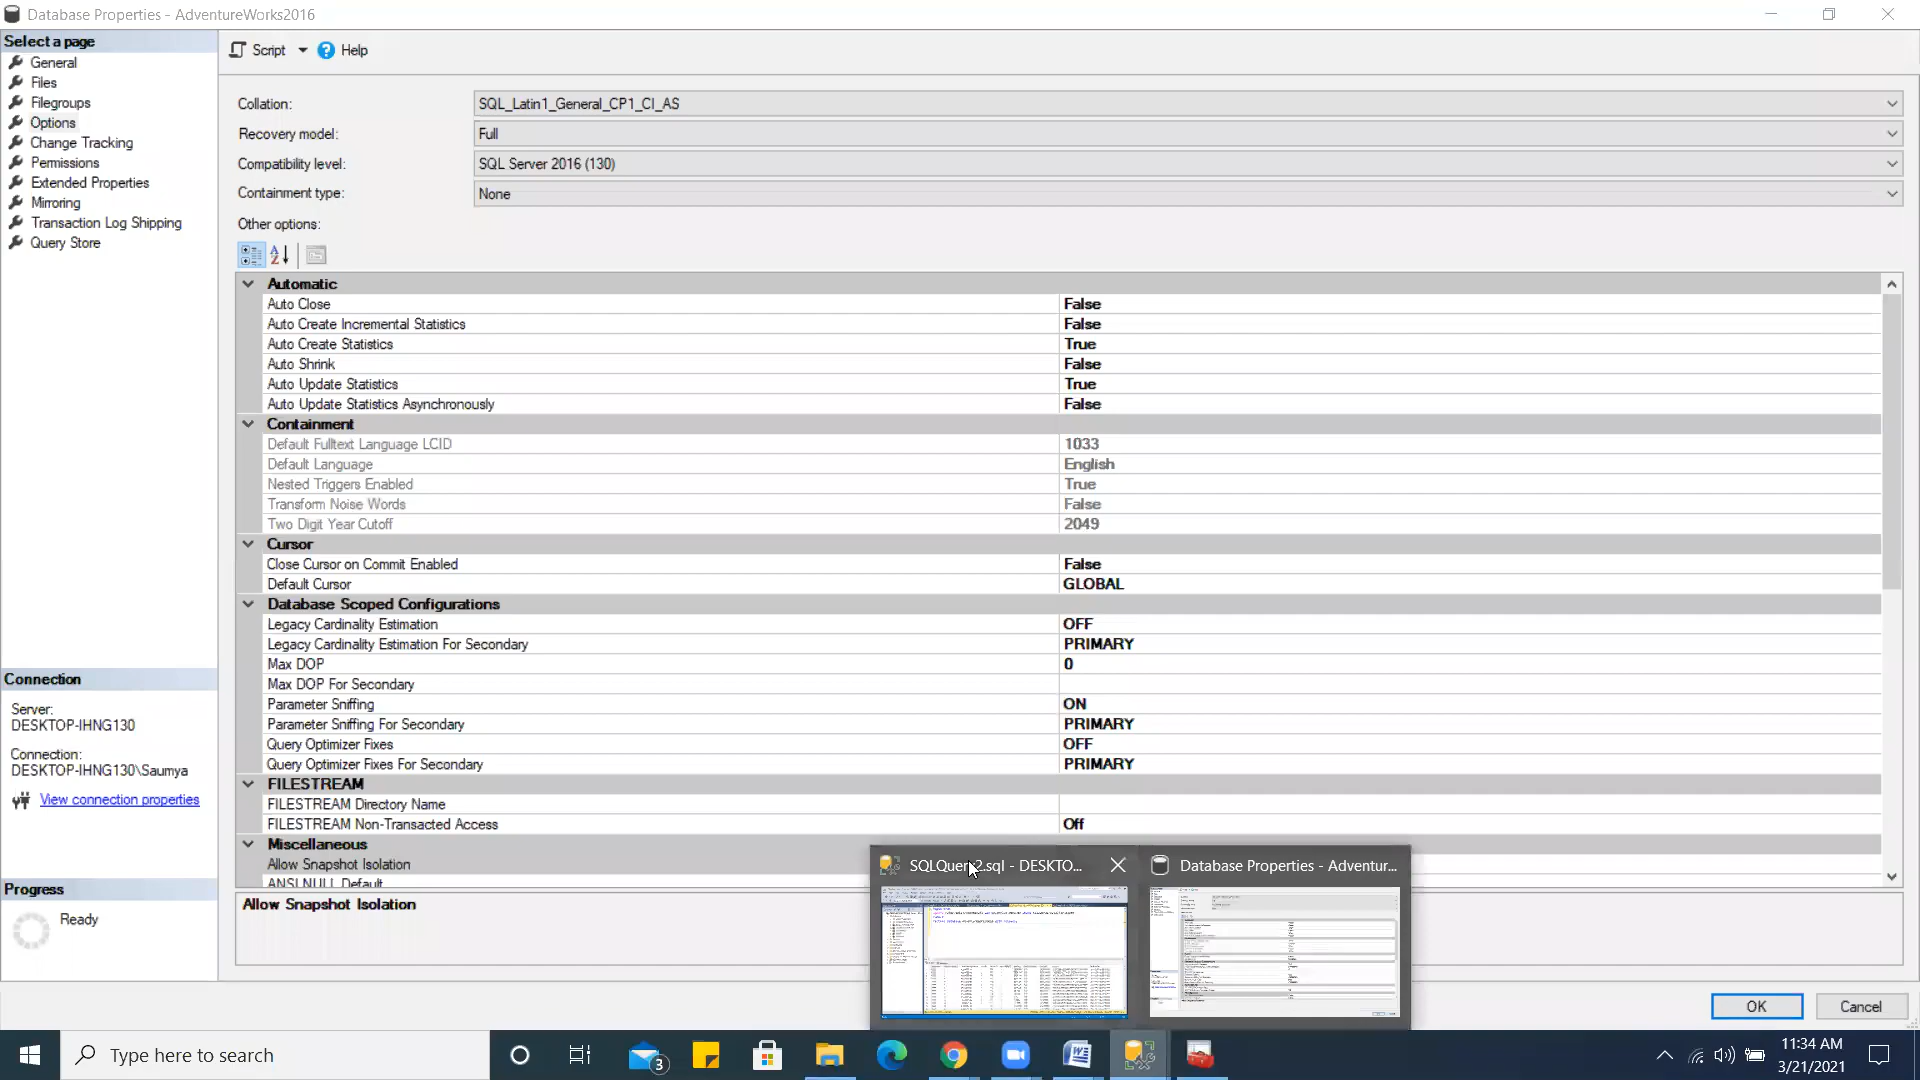 Database Properties - AdventureWorks2016
Select a page
General
Files
Filegroups
Options
Change Tracking
Permissions
Extended Properties
Mirroring
Transaction Log Shipping
Query Store
Script
Help
Collation: SQL_Latin1_General_CP1_CI_AS
Recovery model: Full
Compatibility level: SQL Server 2016 (130)
Containment type: None
Other options:
Automatic
Auto Close False
Auto Create Incremental Statistics False
Auto Create Statistics True
Auto Shrink False
Auto Update Statistics True
Auto Update Statistics Asynchronously False
Containment
Default Fulltext Language LCID 1033
Default Language English
Nested Triggers Enabled True
Transform Noise Words False
Two Digit Year Cutoff 2049
Cursor
Close Cursor on Commit Enabled False
Default Cursor GLOBAL
Database Scoped Configurations
Legacy Cardinality Estimation OFF
Legacy Cardinality Estimation For Secondary PRIMARY
Max DOP 0
Max DOP For Secondary
Parameter Sniffing ON
Parameter Sniffing For Secondary PRIMARY
Query Optimizer Fixes OFF
Query Optimizer Fixes For Secondary PRIMARY
FILESTREAM
FILESTREAM Directory Name
FILESTREAM Non-Transacted Access Off
Miscellaneous
Allow Snapshot Isolation
ANSI NULL Default
Allow Snapshot Isolation
Connection
Server:
DESKTOP-IHNG130
Connection:
DESKTOP-IHNG130\Saumya
View connection properties
Progress
Ready
SQLQuery2.sql - DESKTO...
Database Properties - Adventur...
OK
Cancel
Type here to search
3
11:34 AM
3/21/2021